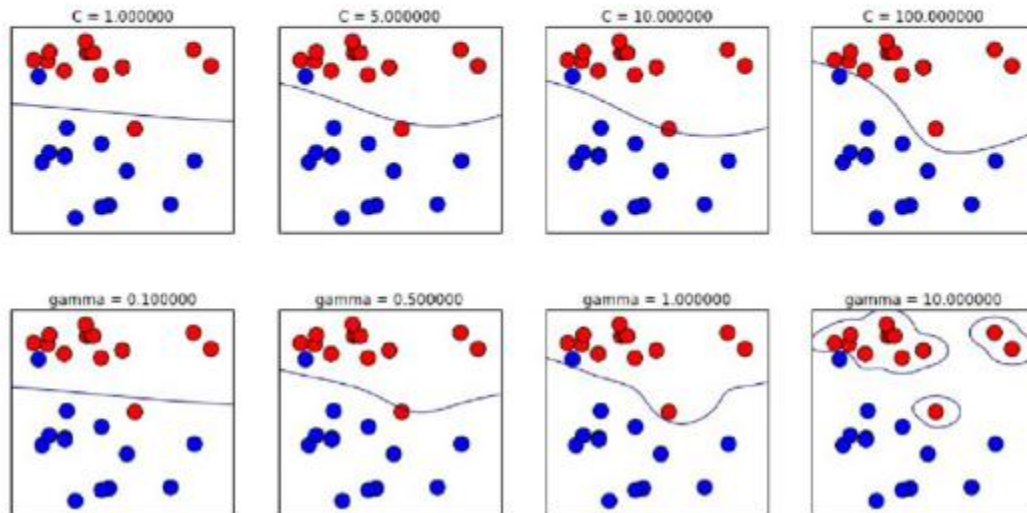 C = 1.000000
C = 5.000000
C = 10.000000
C = 100.000000
gamma = 0.100000
gamma = 0.500000
gamma = 1.000000
gamma = 10.000000